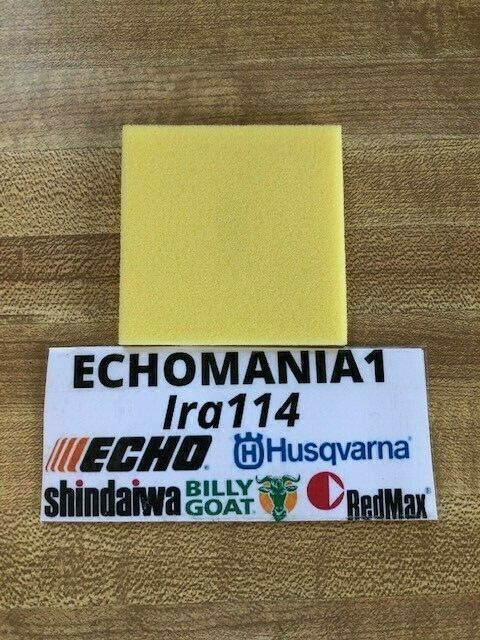 ECHOMANIA1
Ira114
ECHO Husqvarna
shindaiwa BILLY GOAT RedMax